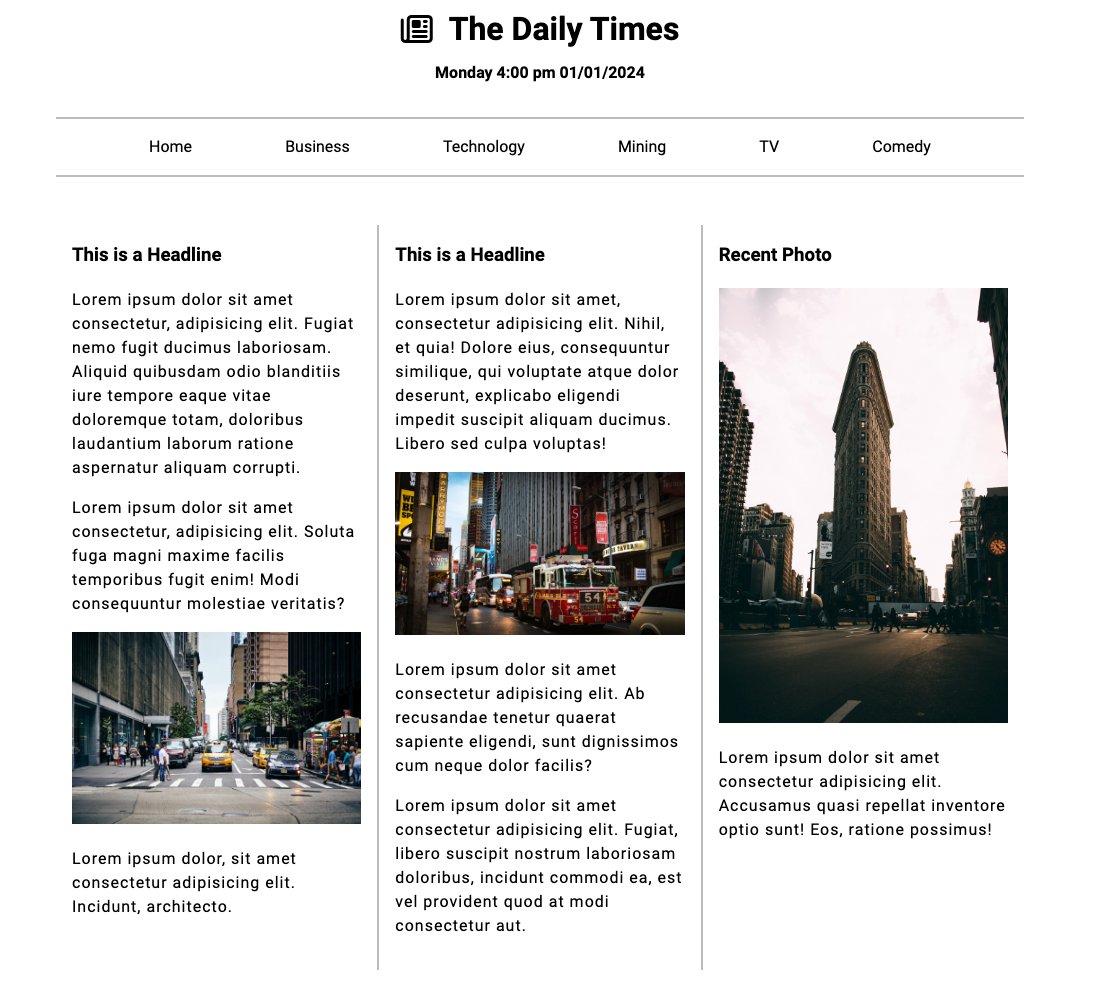 The Daily Times
Monday 4:00 pm 01/01/2024
Home Business Technology Mining TV Comedy
This is a Headline
Lorem ipsum dolor sit amet
consectetur, adipisicing elit. Fugiat
nemo fugit ducimus laboriosam.
Aliquid quibusdam odio blanditiis
iure tempore eaque vitae
doloremque totam, doloribus
laudantium laborum ratione
aspernatur aliquam corrupti.
Lorem ipsum dolor sit amet
consectetur, adipisicing elit. Soluta
fuga magni maxime facilis
temporibus fugit enim! Modi
consequuntur molestiae veritatis?
Lorem ipsum dolor, sit amet
consectetur adipisicing elit.
Incidunt, architecto.
This is a Headline
Lorem ipsum dolor sit amet,
consectetur adipisicing elit. Nihil,
et quia! Dolore eius, consequuntur
similique, qui voluptate atque dolor
deserunt, explicabo eligendi
impedit suscipit aliquam ducimus.
Libero sed culpa voluptas!
54
54
Lorem ipsum dolor sit amet
consectetur adipisicing elit. Ab
recusandae tenetur quaerat
sapiente eligendi, sunt dignissimos
cum neque dolor facilis?
Lorem ipsum dolor sit amet
consectetur adipisicing elit. Fugiat,
libero suscipit nostrum laboriosam
doloribus, incidunt commodi ea, est
vel provident quod at modi
consectetur aut.
Recent Photo
Lorem ipsum dolor sit amet
consectetur adipisicing elit.
Accusamus quasi repellat inventore
optio sunt! Eos, ratione possimus!